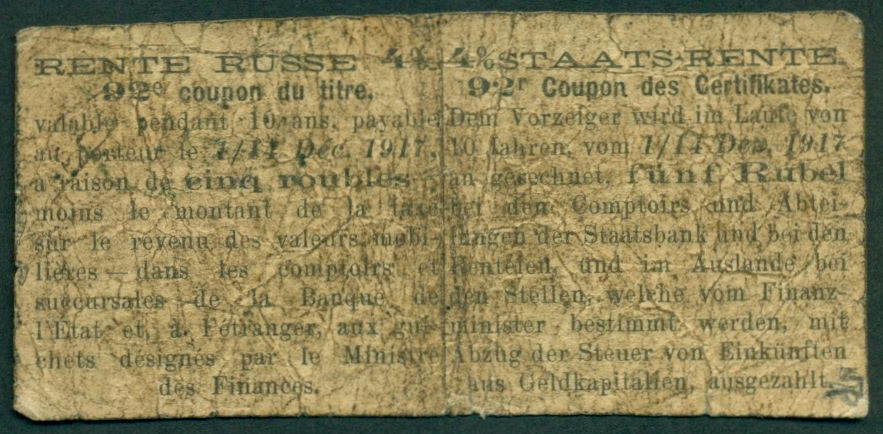 RENTE RUSSE 4%
92e coupon du titre,
valable pendant 10 ans, payable
au porteur le 1/14 Déc. 1917,
a raison de cinq roubles
moins le montant de la taxe
sur le revenu des valeurs mobi-
lières — dans les comptoirs et
succursales de la Banque de
l'Etat et, à l'étranger, aux gui-
chets désignés par le Ministre
des Finances.
4% STAATS-RENTE.
92r Coupon des Certifikates.
Dem Vorzeiger wird im Laufe von
10 Jahren, vom 1/14 Dez. 1917
an gerechnet, fünf Rubel
bei den Comptoirs und Abtei-
lungen der Staatsbank und bei den
Renteien, und im Auslande bei
den Stellen, welche vom Finanz-
minister bestimmt werden, mit
Abzug der Steuer von Einkünften
aus Geldkapitalien, ausgezahlt.